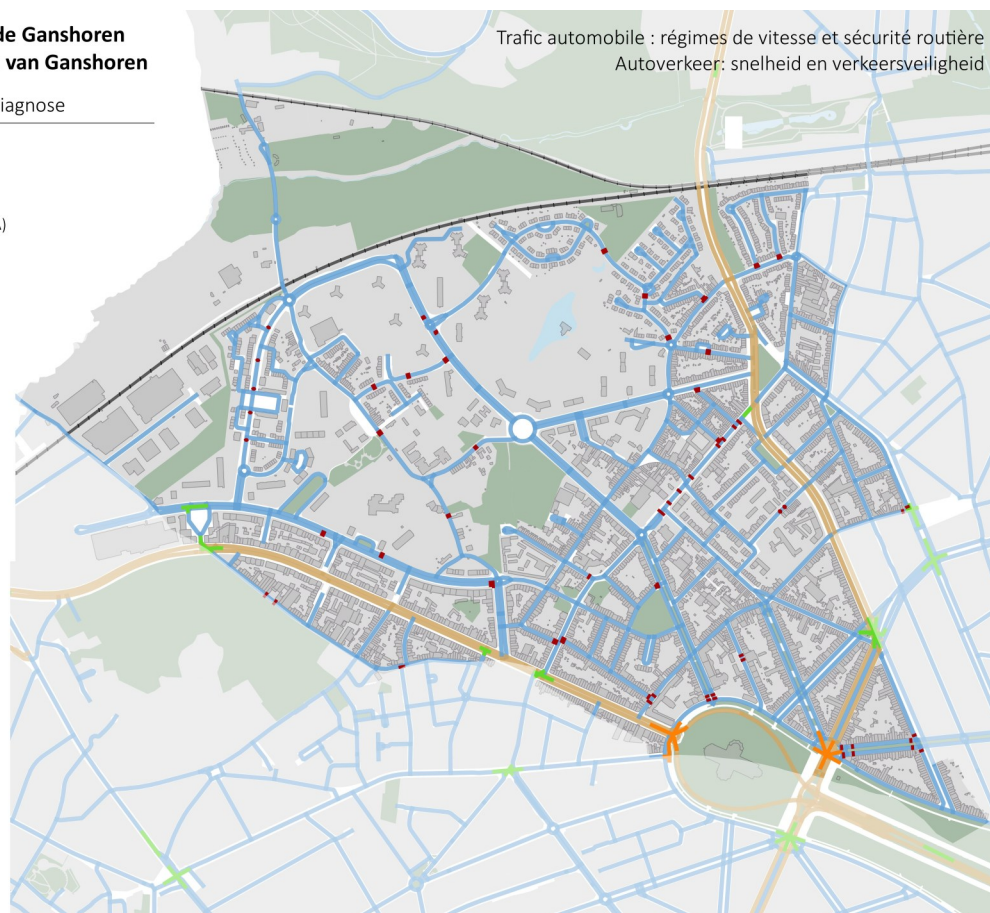 de Ganshoren
van Ganshoren
iagnose
)
Trafic automobile : régimes de vitesse et sécurité routière
Autoverkeer: snelheid en verkeersveiligheid